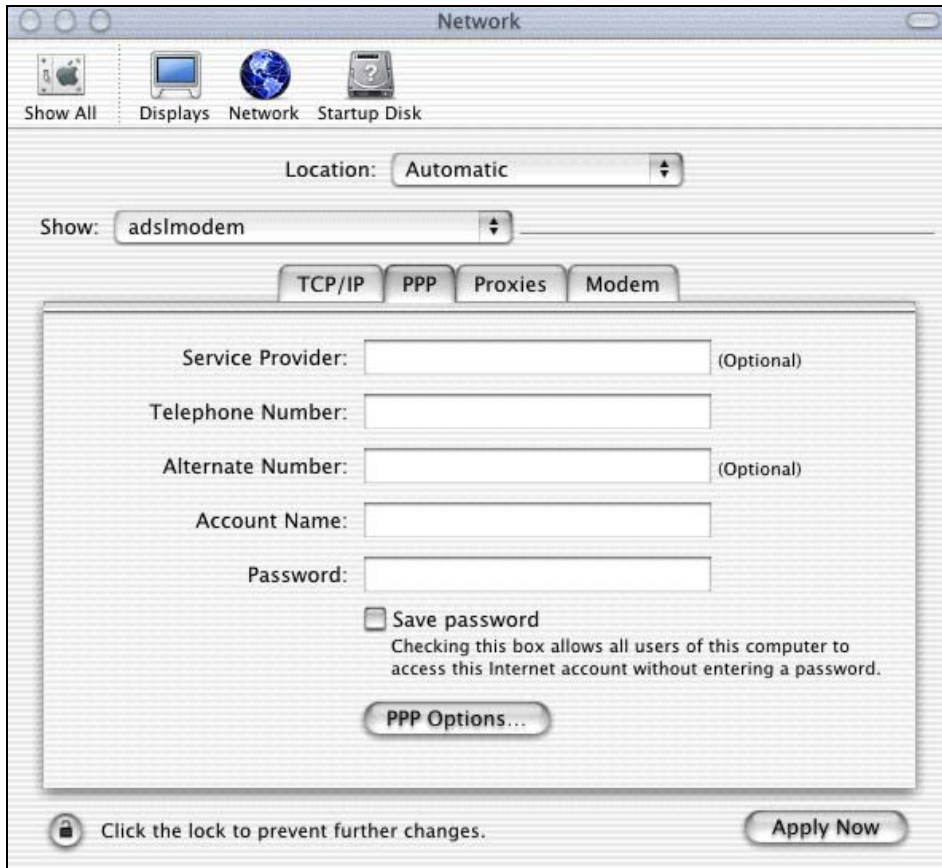 Network
Show All Displays Network Startup Disk
Location: Automatic
Show: adslmodem
TCP/IP PPP Proxies Modem
Service Provider: (Optional)
Telephone Number:
Alternate Number: (Optional)
Account Name:
Password:
Save password
Checking this box allows all users of this computer to
access this Internet account without entering a password.
PPP Options...
Click the lock to prevent further changes.
Apply Now